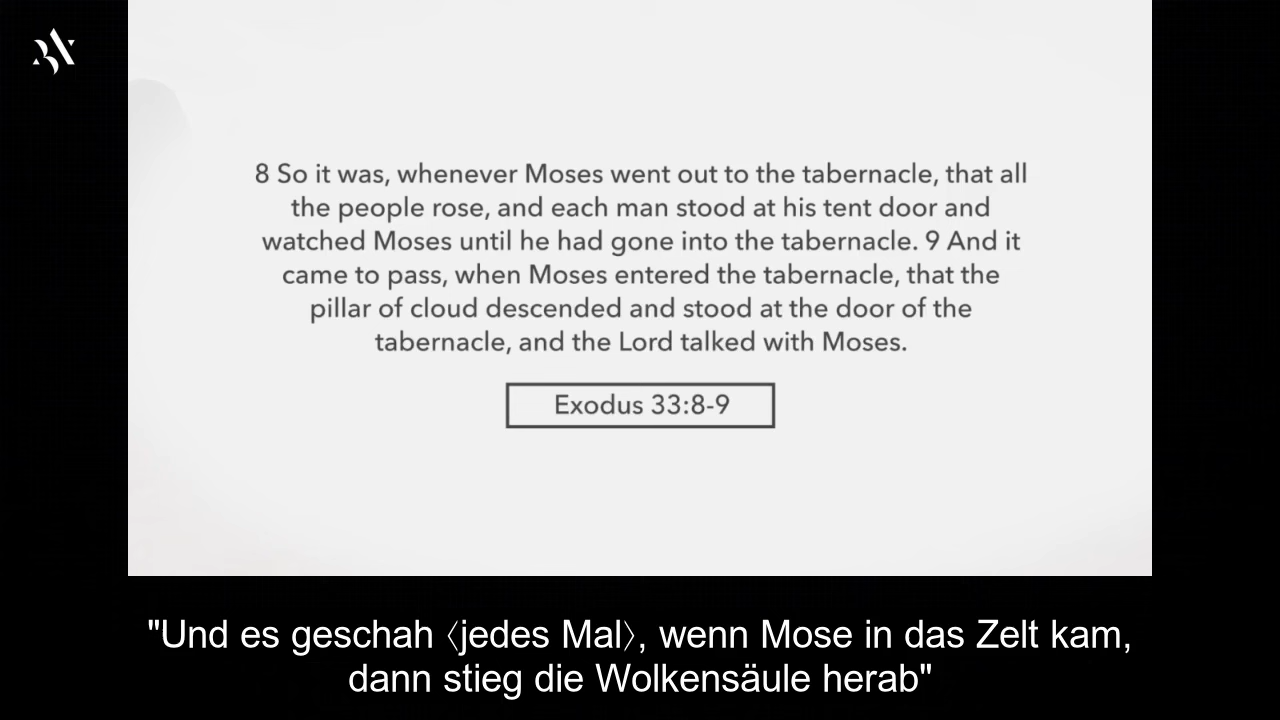 8 So it was, whenever Moses went out to the tabernacle, that all
the people rose, and each man stood at his tent door and
watched Moses until he had gone into the tabernacle. 9 And it
came to pass, when Moses entered the tabernacle, that the
pillar of cloud descended and stood at the door of the
tabernacle, and the Lord talked with Moses.
Exodus 33:8-9
"Und es geschah 〈jedes Mal〉, wenn Mose in das Zelt kam,
dann stieg die Wolkensäule herab"